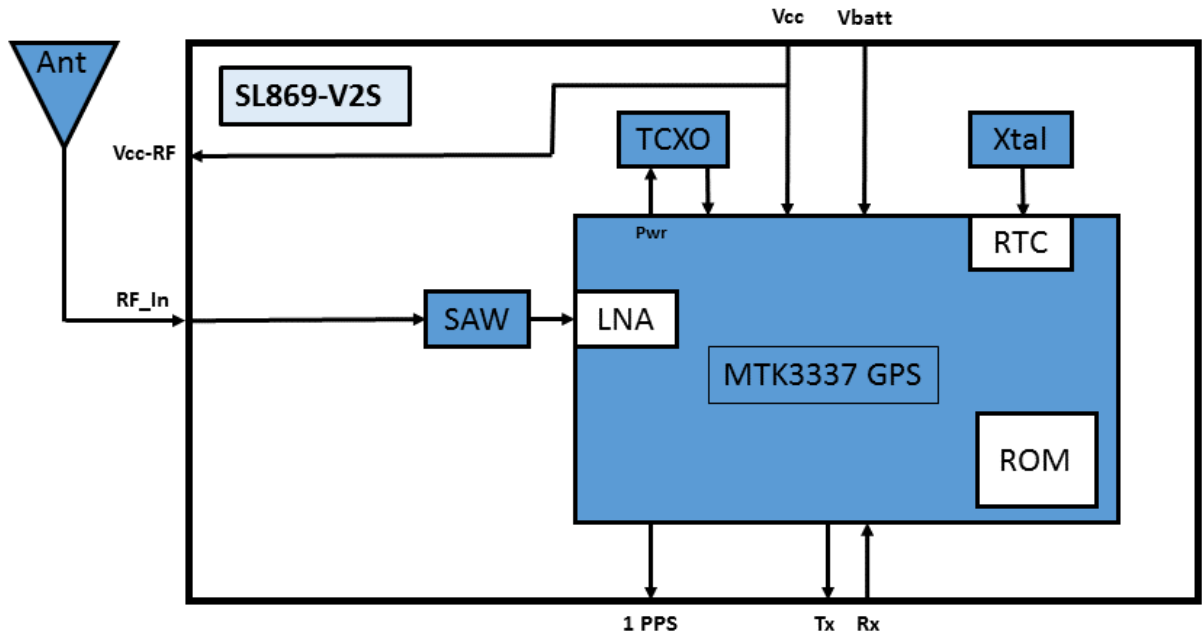 Vcc
Vbatt
Ant
SL869-V2S
Vcc-RF
TCXO
Xtal
Pwr
RTC
RF_In
SAW
LNA
MTK3337 GPS
ROM
1 PPS
Tx
Rx